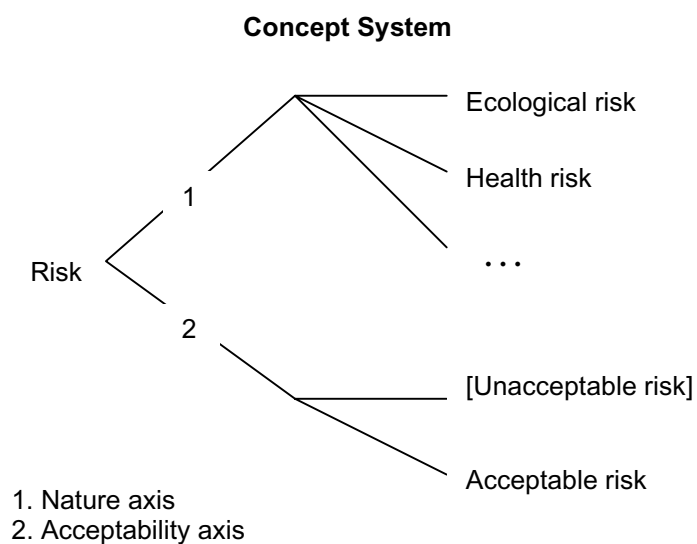 Concept System
Ecological risk
Health risk
1
...
Risk
2
[Unacceptable risk]
Acceptable risk
1. Nature axis
2. Acceptability axis